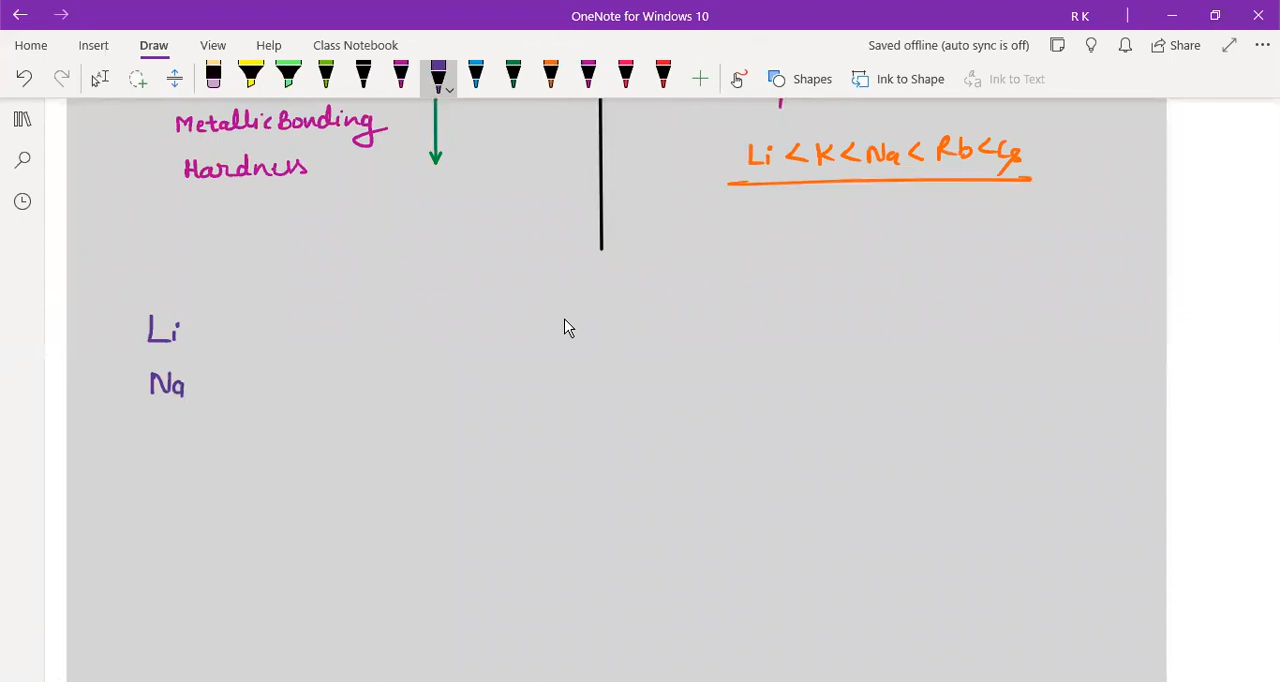 OneNote for Windows 10
R K
Home Insert Draw View Help Class Notebook
Saved offline (auto sync is off)
Share
Shapes
Ink to Shape
Ink to Text
Metallic Bonding
Hardness
Li < K < Na < Rb < Cs
Li
Na